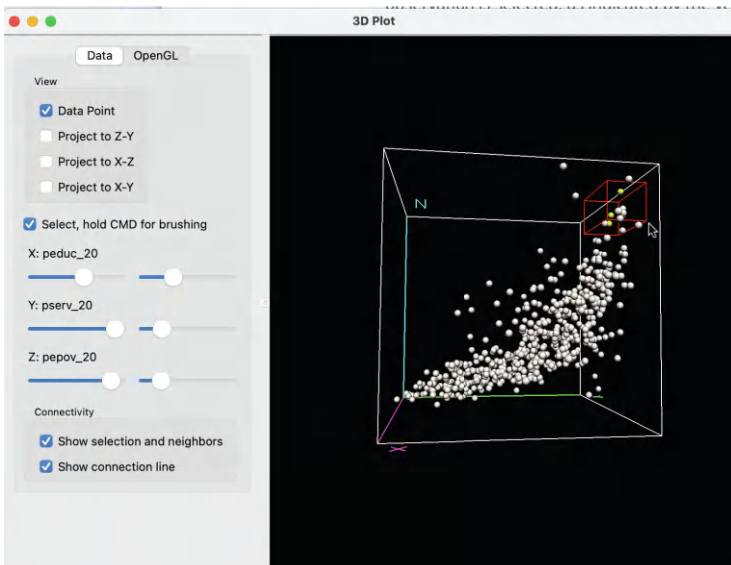 3D Plot
Data OpenGL
View
Data Point
Project to Z-Y
Project to X-Z
Project to X-Y
Select, hold CMD for brushing
X: peduc_20
Y: pserv_20
Z: pepov_20
Connectivity
Show selection and neighbors
Show connection line
Z
X